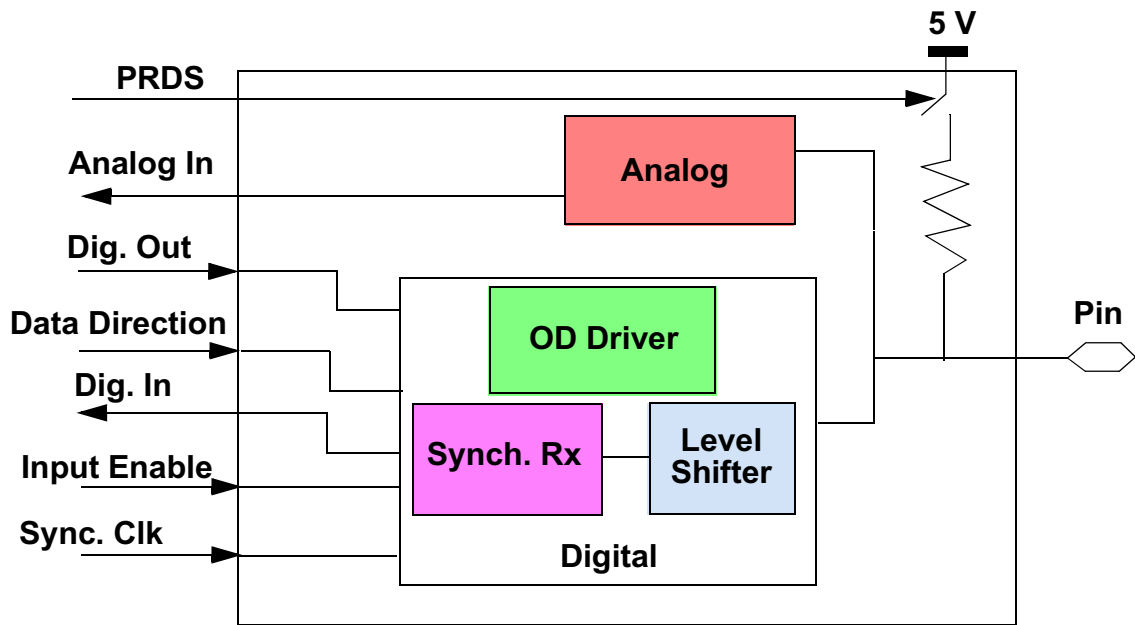 5 V
PRDS
Analog In
Analog
Dig. Out
Data Direction
OD Driver
Pin
Dig. In
Synch. Rx
Level
Shifter
Input Enable
Sync. Clk
Digital